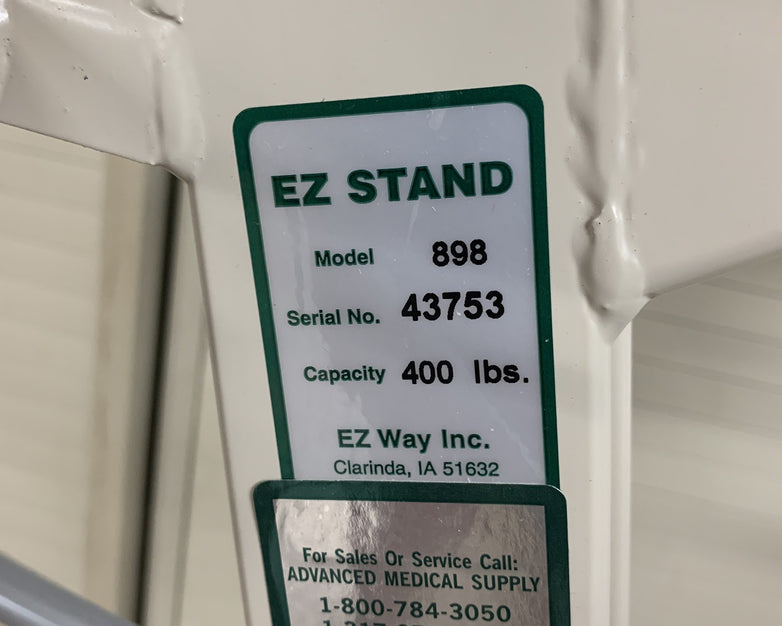 EZ STAND
Model 898
Serial No. 43753
Capacity 400 lbs.
EZ Way Inc.
Clarinda, IA 51632
For Sales Or Service Call:
ADVANCED MEDICAL SUPPLY
1-800-784-3050